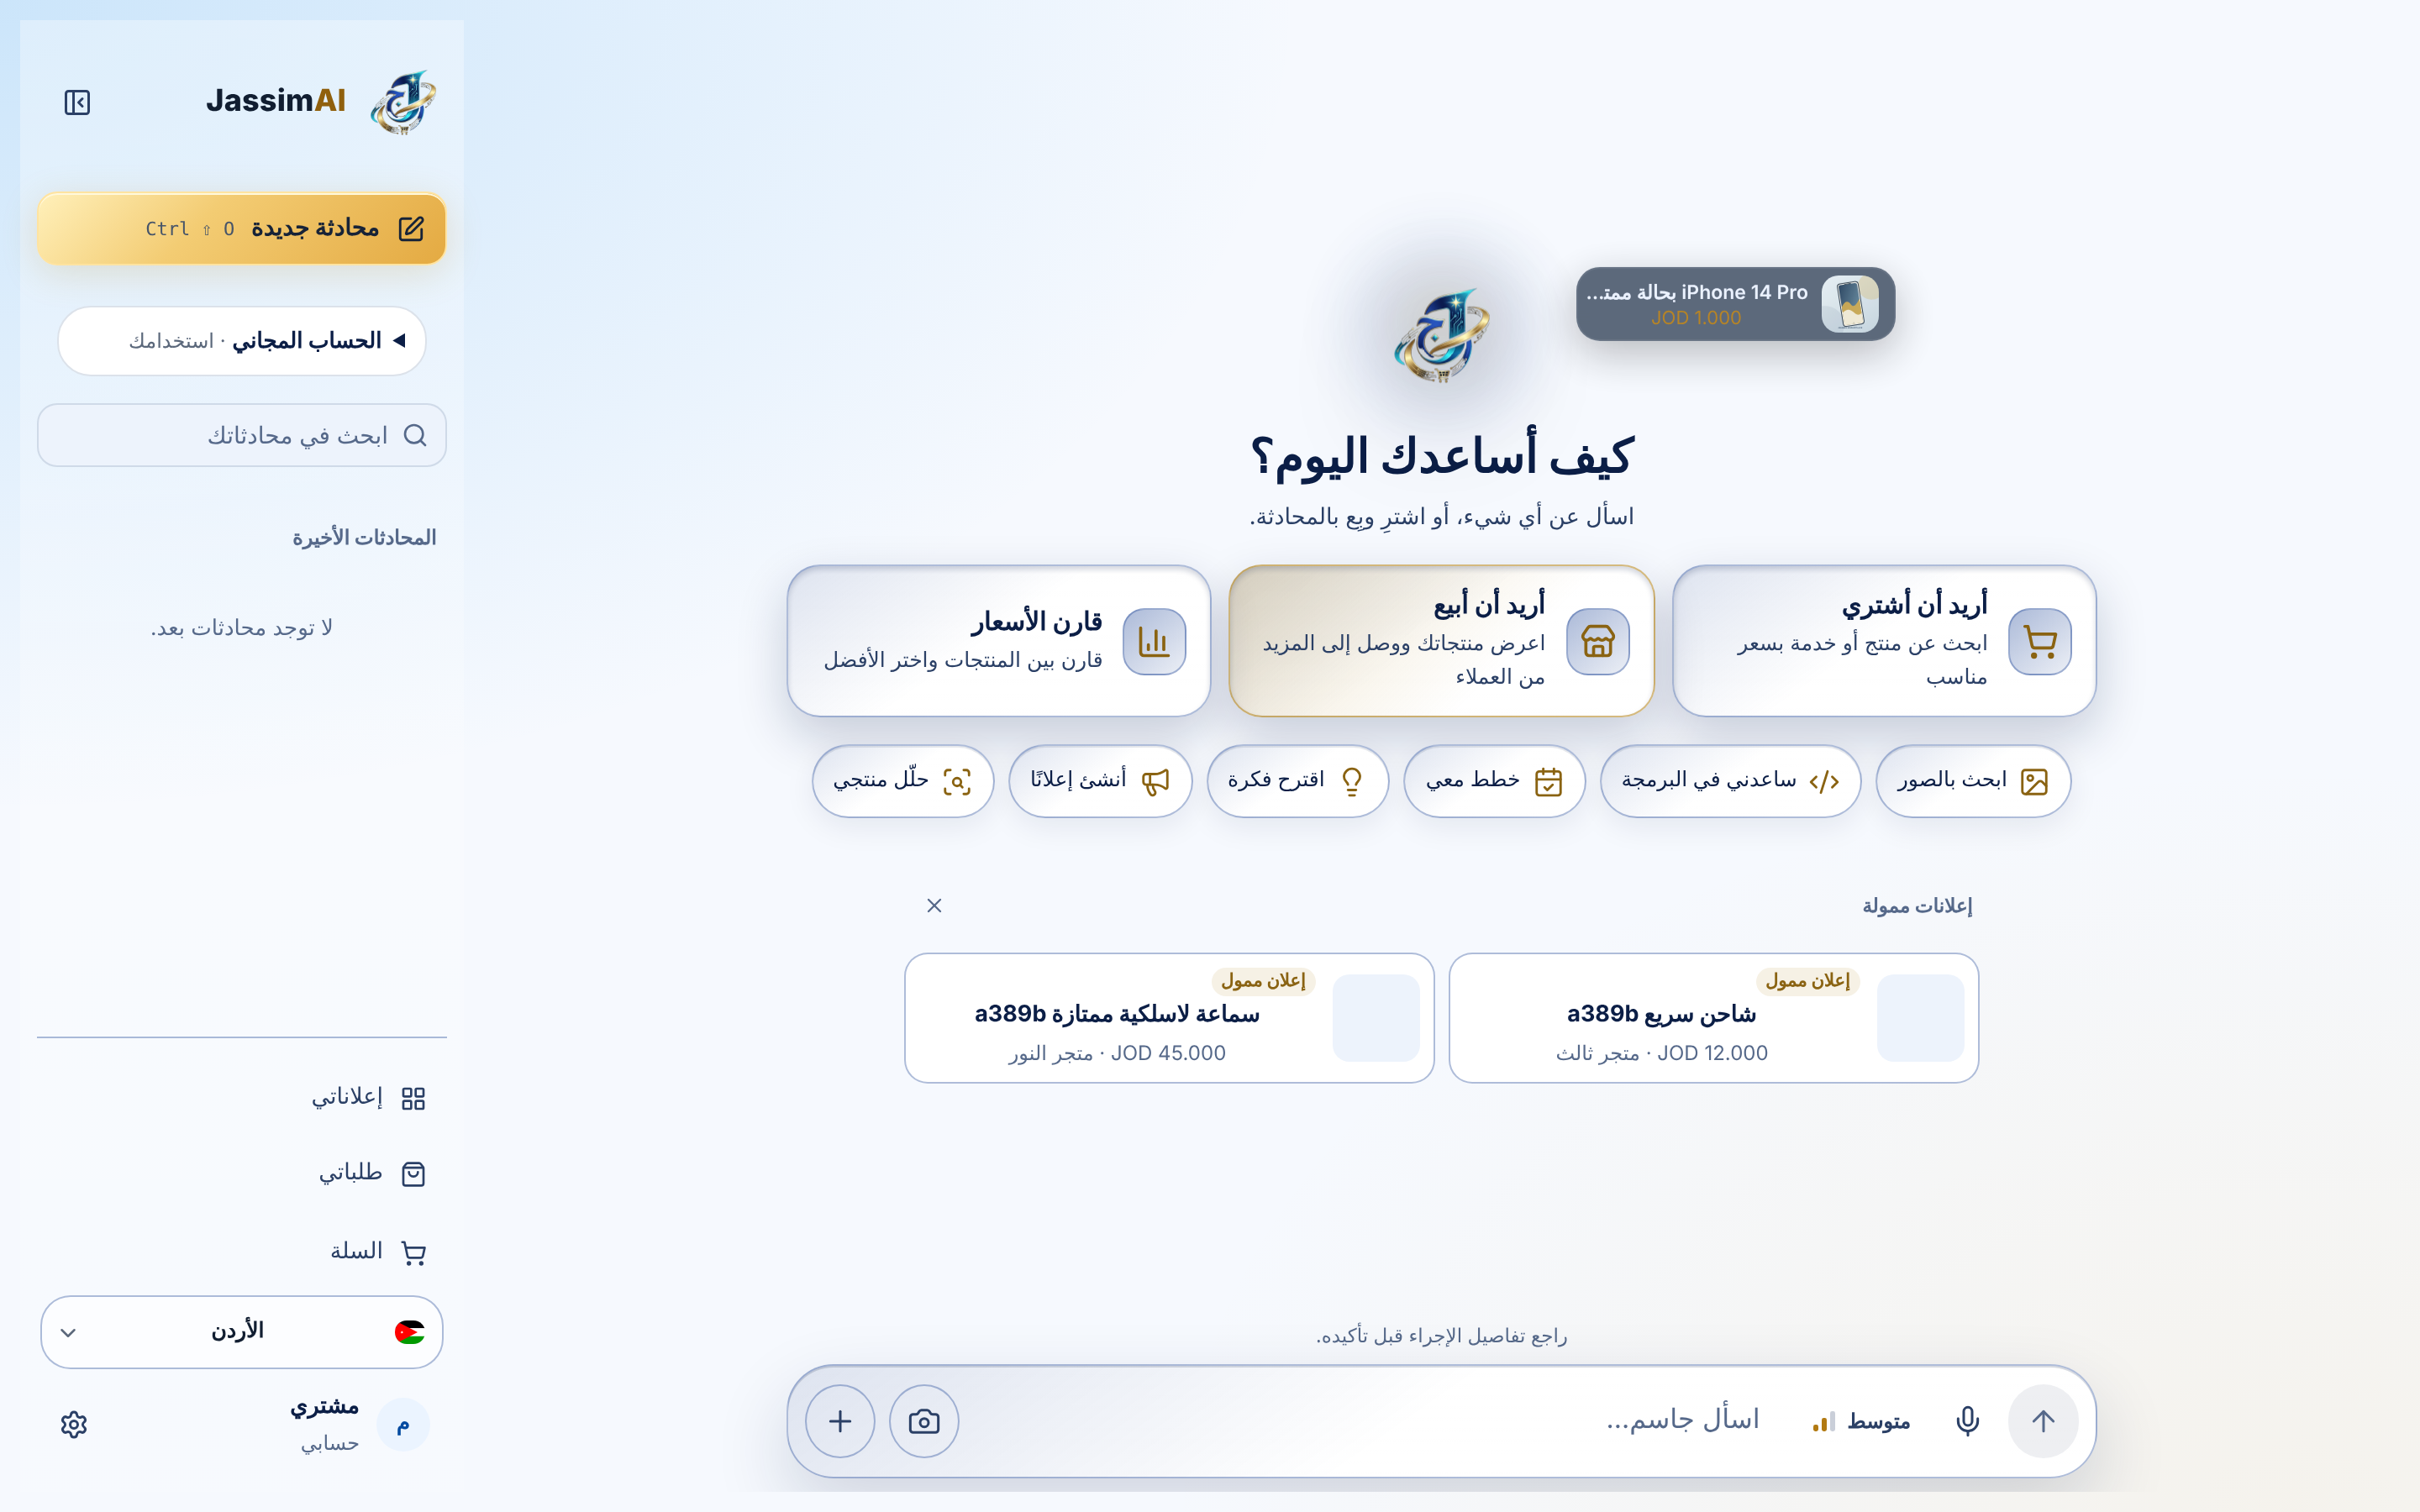 JassimAI
محادثة جديدة Ctrl ⇧ O
الحساب المجاني · استخدامك
ابحث في محادثاتك
المحادثات الأخيرة
لا توجد محادثات بعد.
إعلاناتي
طلباتي
السلة
الأردن
م
مشتري
حسابي
iPhone 14 Pro بحالة ممتـ...
JOD 1.000
كيف أساعدك اليوم؟
اسأل عن أي شيء، أو اشترِ وبِع بالمحادثة.
أريد أن أشتري
ابحث عن منتج أو خدمة بسعر
مناسب
أريد أن أبيع
اعرض منتجاتك ووصل إلى المزيد
من العملاء
قارن الأسعار
قارن بين المنتجات واختر الأفضل
ابحث بالصور
ساعدني في البرمجة
خطط معي
اقترح فكرة
أنشئ إعلانًا
حلّل منتجي
إعلانات ممولة
إعلان ممول
شاحن سريع a389b
JOD 12.000 · متجر ثالث
إعلان ممول
سماعة لاسلكية ممتازة a389b
JOD 45.000 · متجر النور
راجع تفاصيل الإجراء قبل تأكيده.
متوسط
اسأل جاسم...